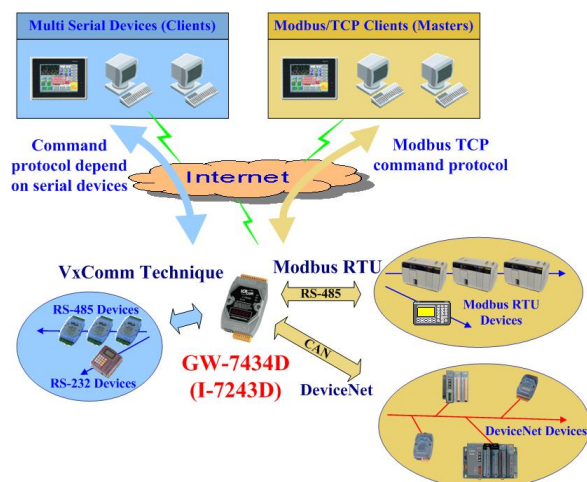 Multi Serial Devices (Clients)
Modbus/TCP Clients (Masters)
Command
protocol depend
on serial devices
Modbus TCP
command protocol
Internet
VxComm Technique
Modbus RTU
RS-485
RS-485 Devices
RS-232 Devices
Modbus RTU
Devices
GW-7434D
(I-7243D)
CAN
DeviceNet
DeviceNet Devices